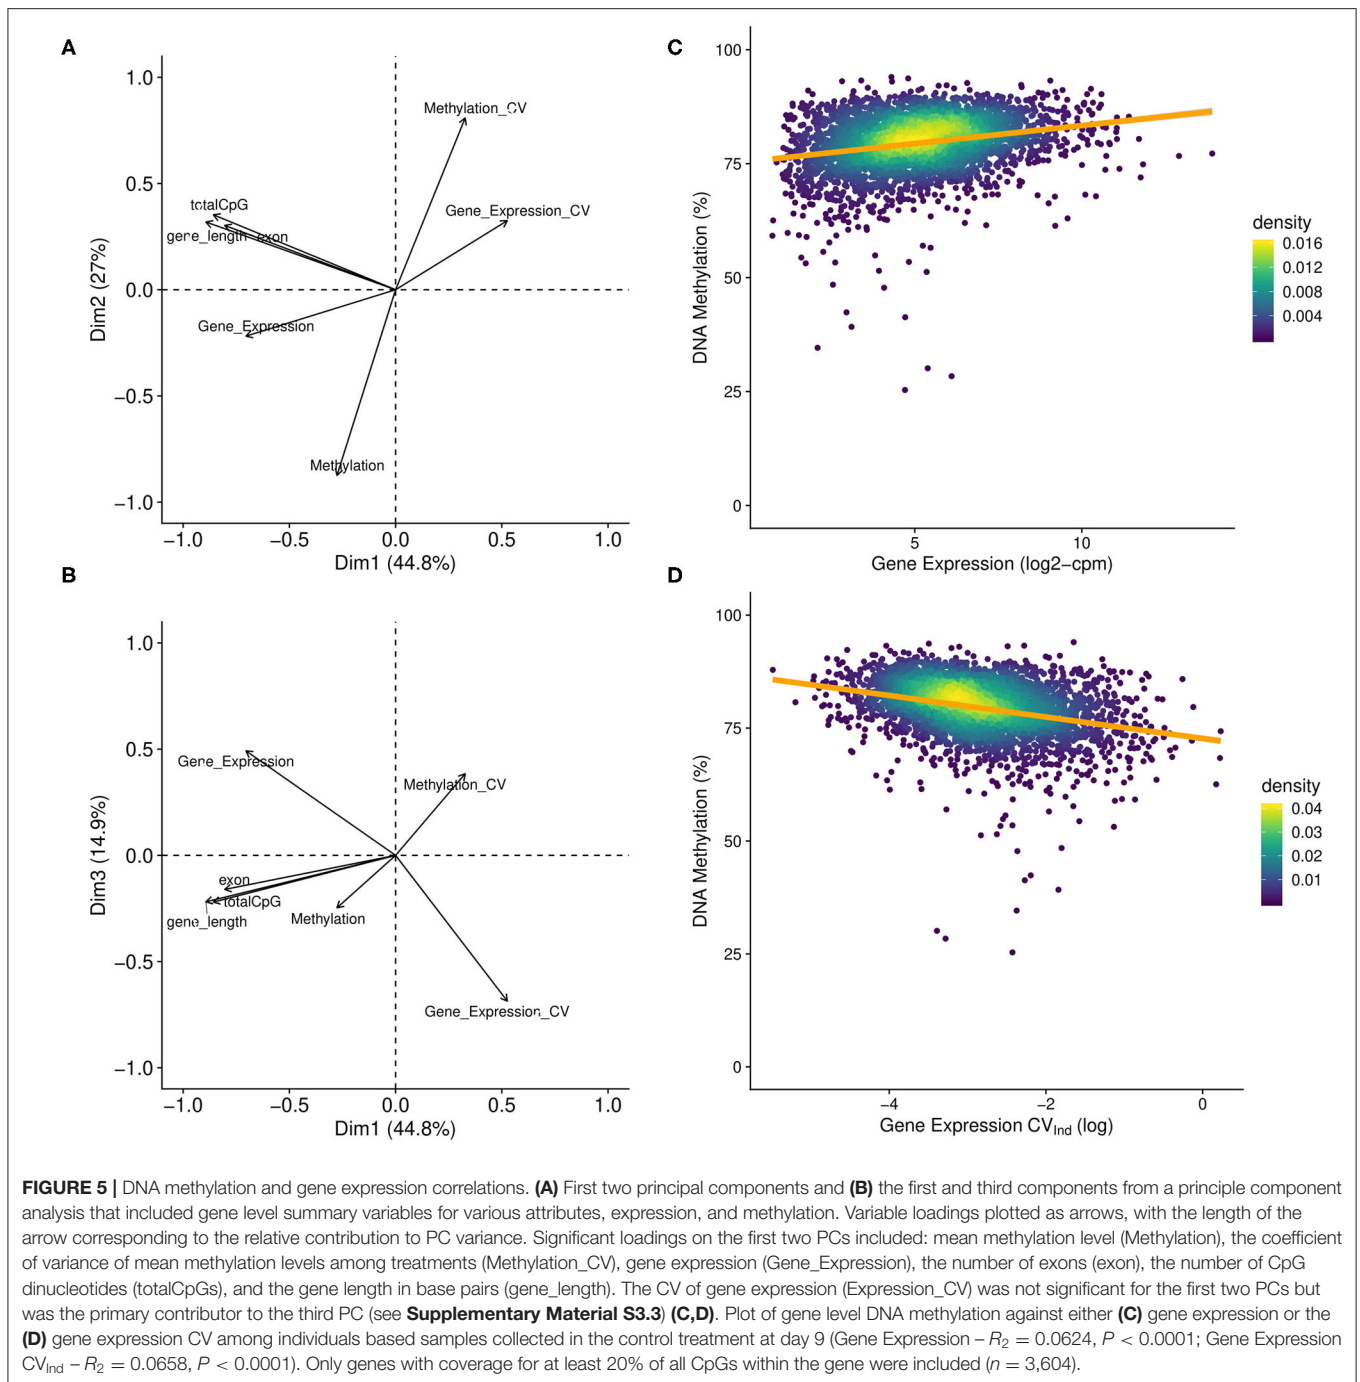 A
1.0
0.5
0.0
−0.5
−1.0
Dim2 (27%)
Methylation_CV
totalCpG
Gene_Expression_CV
gene_length exon
Gene_Expression
Methylation
−1.0 −0.5 0.0 0.5 1.0
Dim1 (44.8%)
C
100
75
50
25
0
DNA Methylation (%)
density
0.016
0.012
0.008
0.004
5 10
Gene Expression (log2−cpm)
B
1.0
0.5
0.0
−0.5
−1.0
Dim3 (14.9%)
Gene_Expression
Methylation_CV
exon
totalCpG
gene_length
Methylation
Gene_Expression_CV
−1.0 −0.5 0.0 0.5 1.0
Dim1 (44.8%)
D
100
75
50
25
0
DNA Methylation (%)
density
0.04
0.03
0.02
0.01
−4 −2 0
Gene Expression CVInd (log)
FIGURE 5 | DNA methylation and gene expression correlations. (A) First two principal components and (B) the first and third components from a principle component
analysis that included gene level summary variables for various attributes, expression, and methylation. Variable loadings plotted as arrows, with the length of the
arrow corresponding to the relative contribution to PC variance. Significant loadings on the first two PCs included: mean methylation level (Methylation), the coefficient
of variance of mean methylation levels among treatments (Methylation_CV), gene expression (Gene_Expression), the number of exons (exon), the number of CpG
dinucleotides (totalCpGs), and the gene length in base pairs (gene_length). The CV of gene expression (Expression_CV) was not significant for the first two PCs but
was the primary contributor to the third PC (see Supplementary Material S3.3) (C,D). Plot of gene level DNA methylation against either (C) gene expression or the
(D) gene expression CV among individuals based samples collected in the control treatment at day 9 (Gene Expression – R2 = 0.0624, P < 0.0001; Gene Expression
CVInd – R2 = 0.0658, P < 0.0001). Only genes with coverage for at least 20% of all CpGs within the gene were included (n = 3,604).